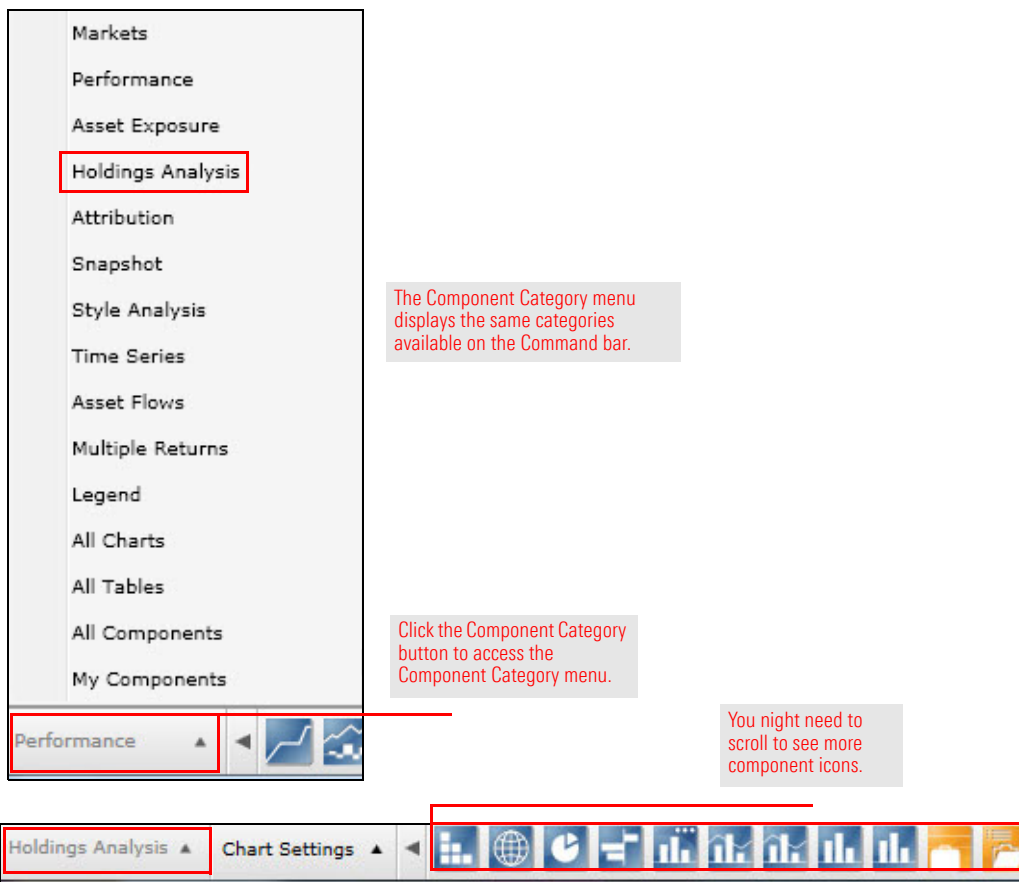 Markets
Performance
Asset Exposure
Holdings Analysis
Attribution
Snapshot
Style Analysis
Time Series
Asset Flows
Multiple Returns
Legend
All Charts
All Tables
All Components
My Components
Performance
The Component Category menu
displays the same categories
available on the Command bar.
Click the Component Category
button to access the
Component Category menu.
You night need to
scroll to see more
component icons.
Holdings Analysis
Chart Settings